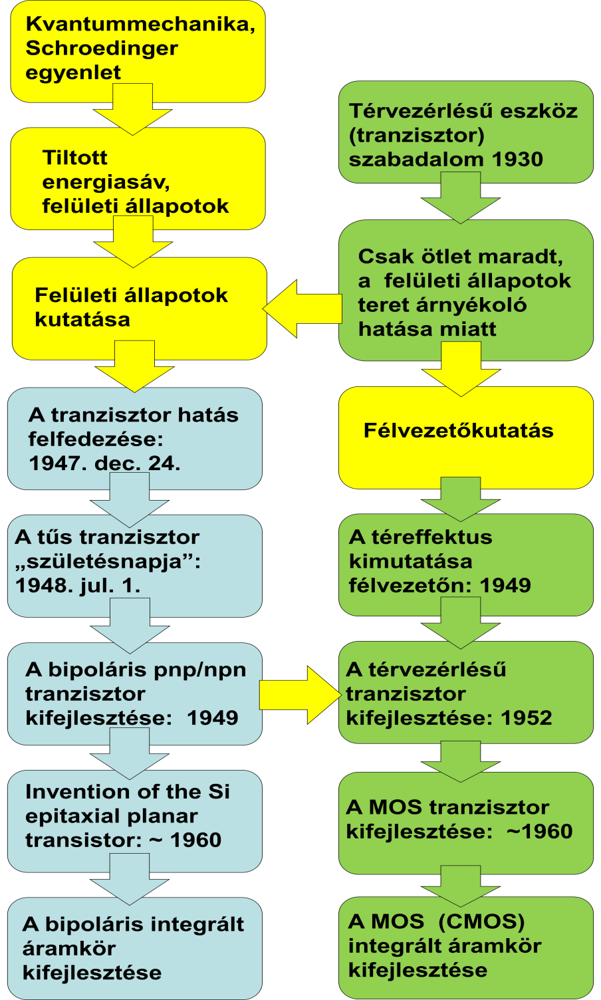 Kvantummechanika,
Schroedinger
egyenlet
Tiltott
energiasáv,
felületi állapotok
Felületi állapotok
kutatása
A tranzisztor hatás
felfedezése:
1947. dec. 24.
A tűs tranzisztor
„születésnapja”:
1948. jul. 1.
A bipoláris pnp/npn
tranzisztor
kifejlesztése:  1949
Invention of the Si
epitaxial planar
transistor: ~ 1960
A bipoláris integrált
áramkör
kifejlesztése
Térvezérlésű eszköz
(tranzisztor)
szabadalom 1930
Csak ötlet maradt,
a  felületi állapotok
teret árnyékoló
hatása miatt
Félvezetőkutatás
A téreffektus
kimutatása
félvezetőn: 1949
A térvezérlésű
tranzisztor
kifejlesztése: 1952
A MOS tranzisztor
kifejlesztése:  ~1960
A MOS  (CMOS)
integrált áramkör
kifejlesztése